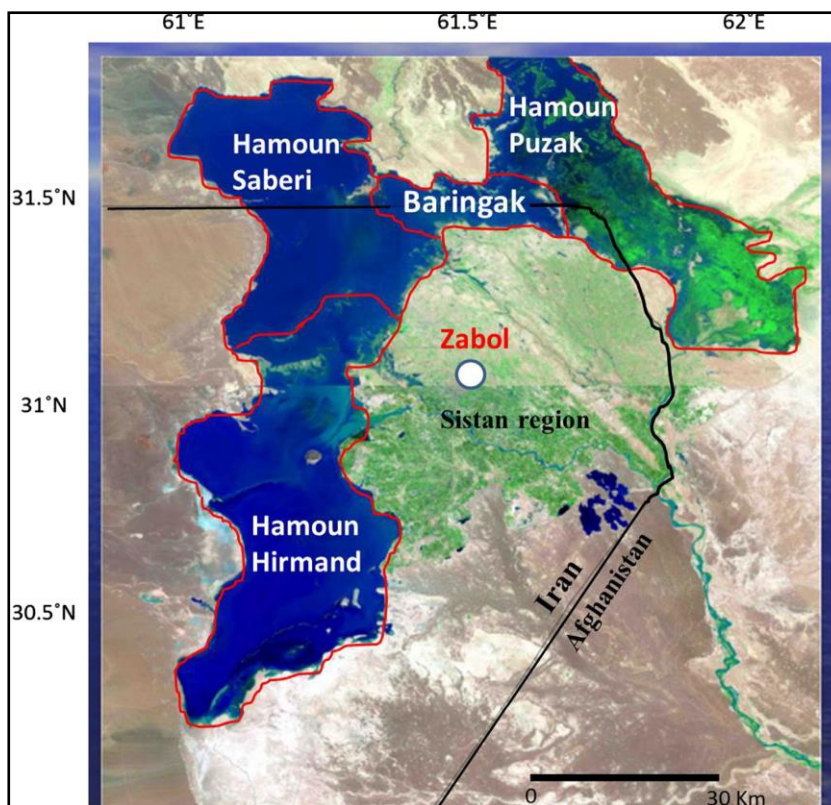 61˚E
61.5˚E
62˚E
31.5˚N
31˚N
30.5˚N
Hamoun
Saberi
Hamoun
Puzak
Baringak
Zabol
Sistan region
Hamoun
Hirmand
Iran
Afghanistan
0
30 Km